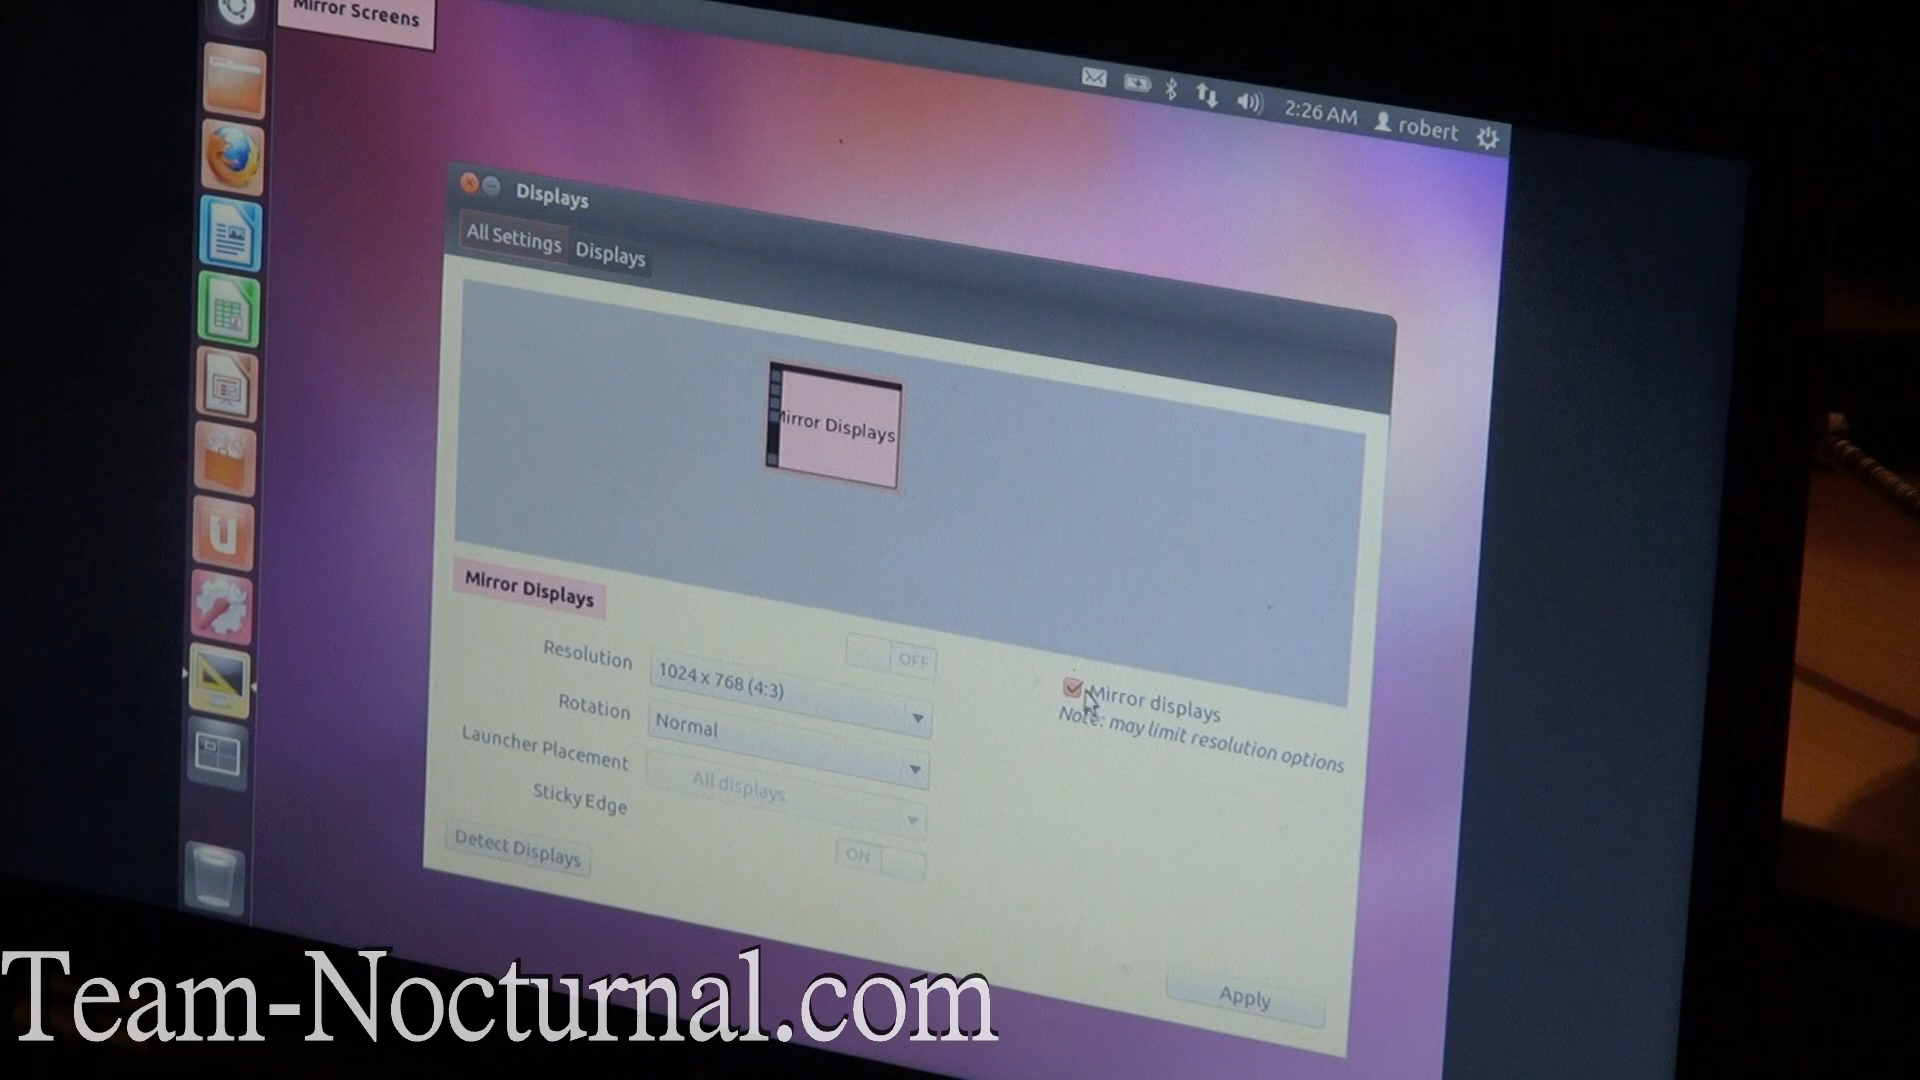 Mirror Screens
2:26 AM robert
Displays
All Settings Displays
Mirror Displays
Mirror Displays
OFF
Resolution 1024 x 768 (4:3)
Rotation Normal
Launcher Placement All displays
Sticky Edge ON
Mirror displays
Note: may limit resolution options
Detect Displays
Apply
Team-Nocturnal.com